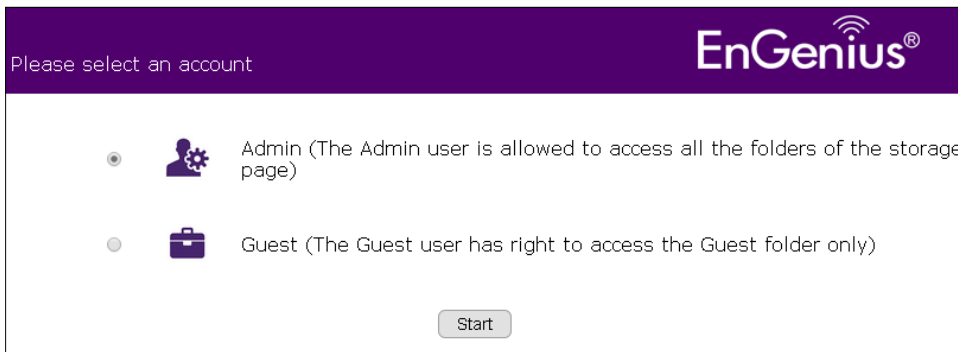 Please select an account
EnGenius®
Admin (The Admin user is allowed to access all the folders of the storage
page)
Guest (The Guest user has right to access the Guest folder only)
Start